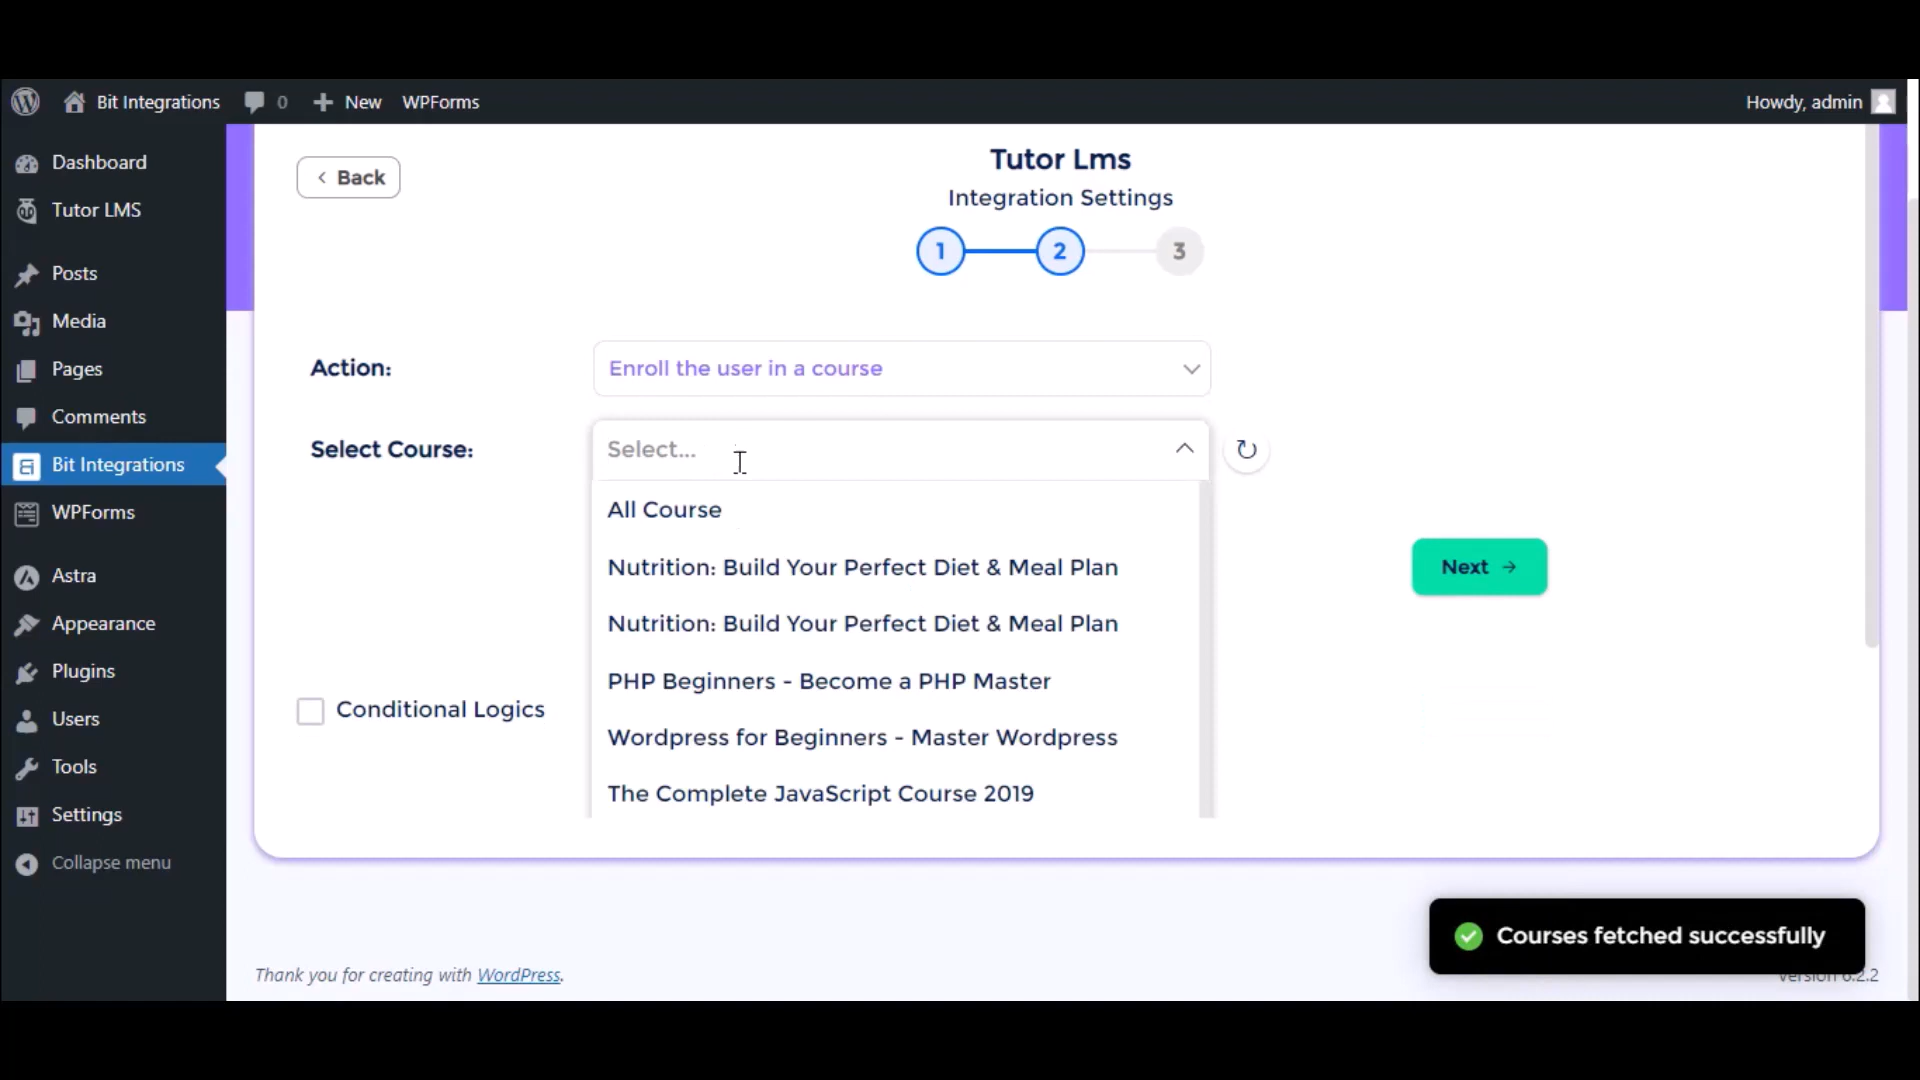 Bit Integrations 0 New WPForms Howdy, admin
Dashboard
Tutor LMS
Posts
Media
Pages
Comments
Bit Integrations
WPForms
Astra
Appearance
Plugins
Users
Tools
Settings
Collapse menu
Back
Tutor Lms
Integration Settings
1 2 3
Action: Enroll the user in a course
Select Course: Select...
All Course
Nutrition: Build Your Perfect Diet & Meal Plan
Nutrition: Build Your Perfect Diet & Meal Plan
PHP Beginners - Become a PHP Master
Wordpress for Beginners - Master Wordpress
The Complete JavaScript Course 2019
Next
Conditional Logics
Courses fetched successfully
Thank you for creating with WordPress. Version 6.2.2